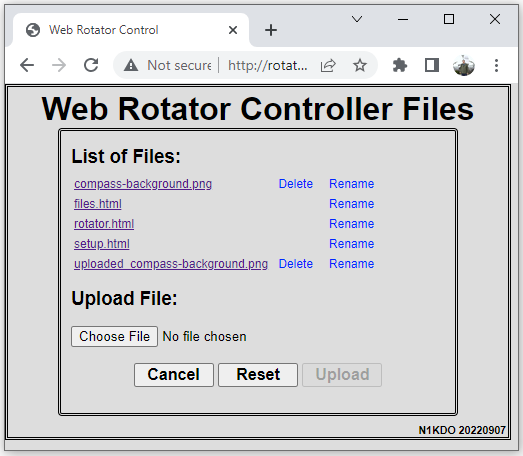 Web Rotator Control
Not secure http://rotat...
Web Rotator Controller Files
List of Files:
compass-background.png Delete Rename
files.html Rename
rotator.html Rename
setup.html Rename
uploaded_compass-background.png Delete Rename
Upload File:
Choose File No file chosen
Cancel Reset Upload
N1KDO 20220907